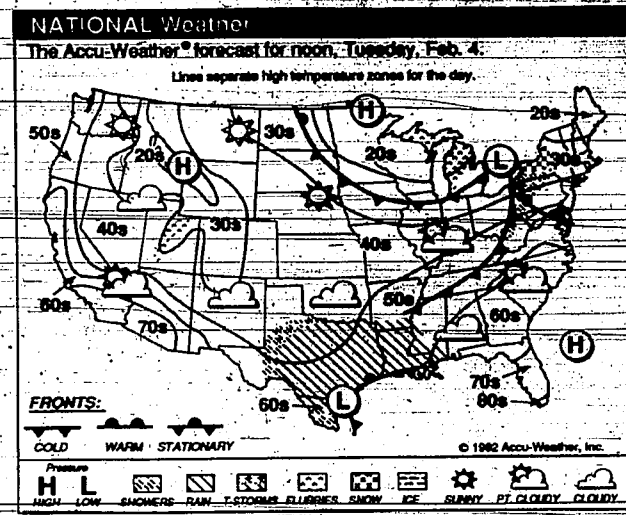 NATIONAL Weather
The Accu-Weather® forecast for noon, Tuesday, Feb. 4.
Lines separate high temperature zones for the day.
20s
50s
30s
H
20s
20s
L
30s
H
40s
30s
40s
50s
60s
60s
70s
H
60s
L
70s
80s
FRONTS:
COLD WARM STATIONARY
© 1992 Accu-Weather, Inc.
Pressure
H L
HIGH LOW SHOWERS RAIN T-STORMS FLURRIES SNOW ICE SUNNY PT. CLOUDY CLOUDY